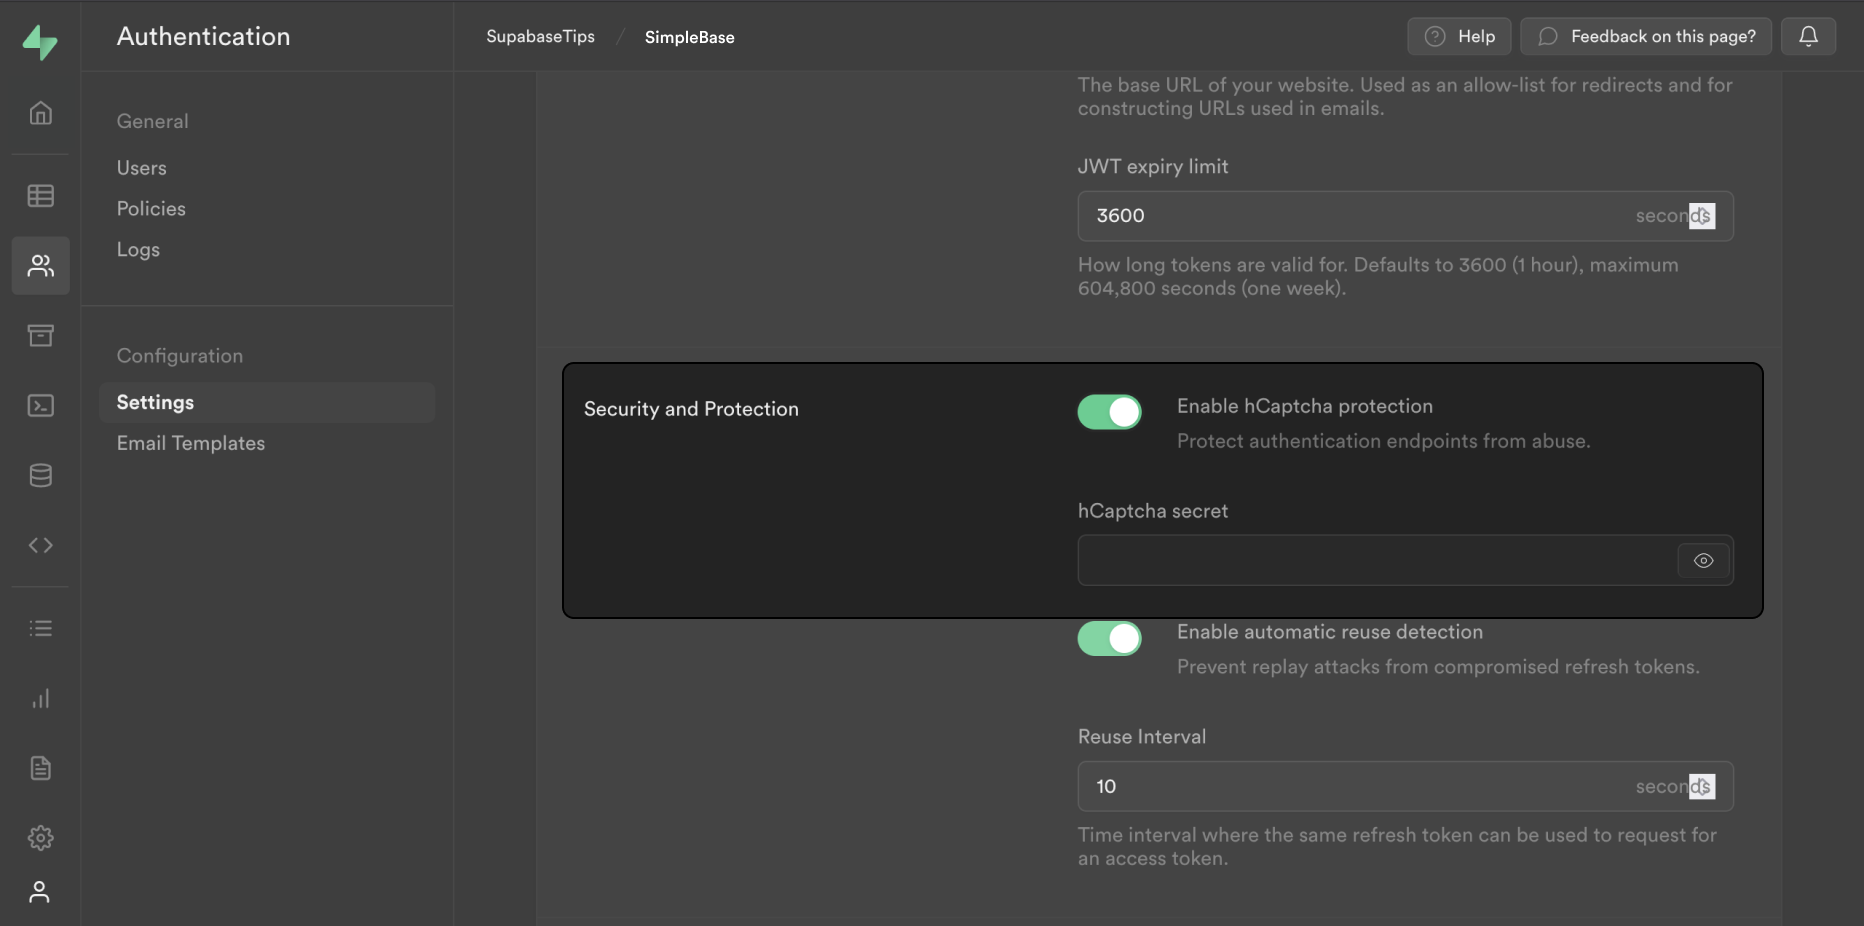 Authentication
SupabaseTips / SimpleBase
Help
Feedback on this page?
General
Users
Policies
Logs
Configuration
Settings
Email Templates
The base URL of your website. Used as an allow-list for redirects and for
constructing URLs used in emails.
JWT expiry limit
3600
seconds
How long tokens are valid for. Defaults to 3600 (1 hour), maximum
604,800 seconds (one week).
Security and Protection
Enable hCaptcha protection
Protect authentication endpoints from abuse.
hCaptcha secret
Enable automatic reuse detection
Prevent replay attacks from compromised refresh tokens.
Reuse Interval
10
seconds
Time interval where the same refresh token can be used to request for
an access token.